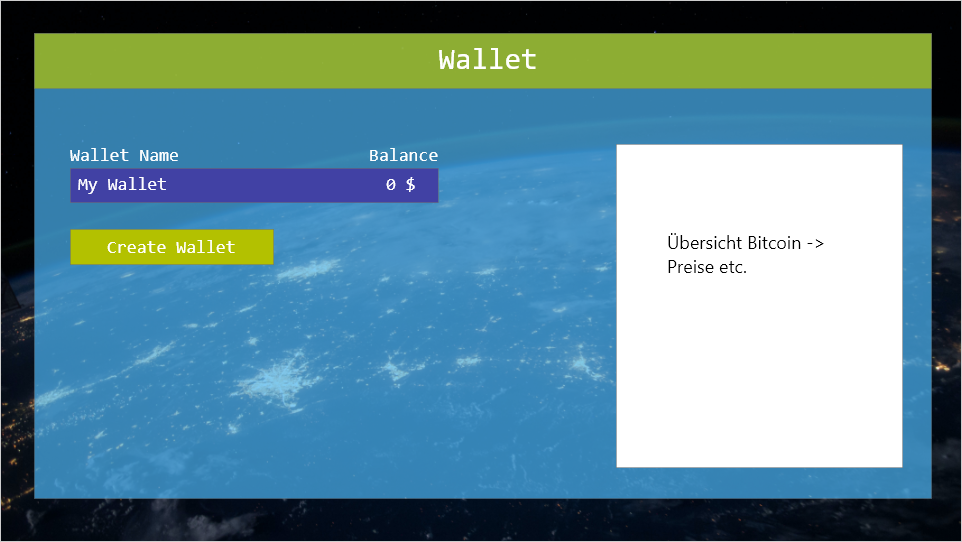 Wallet
Wallet Name Balance
My Wallet 0 $
Create Wallet
Übersicht Bitcoin ->
Preise etc.